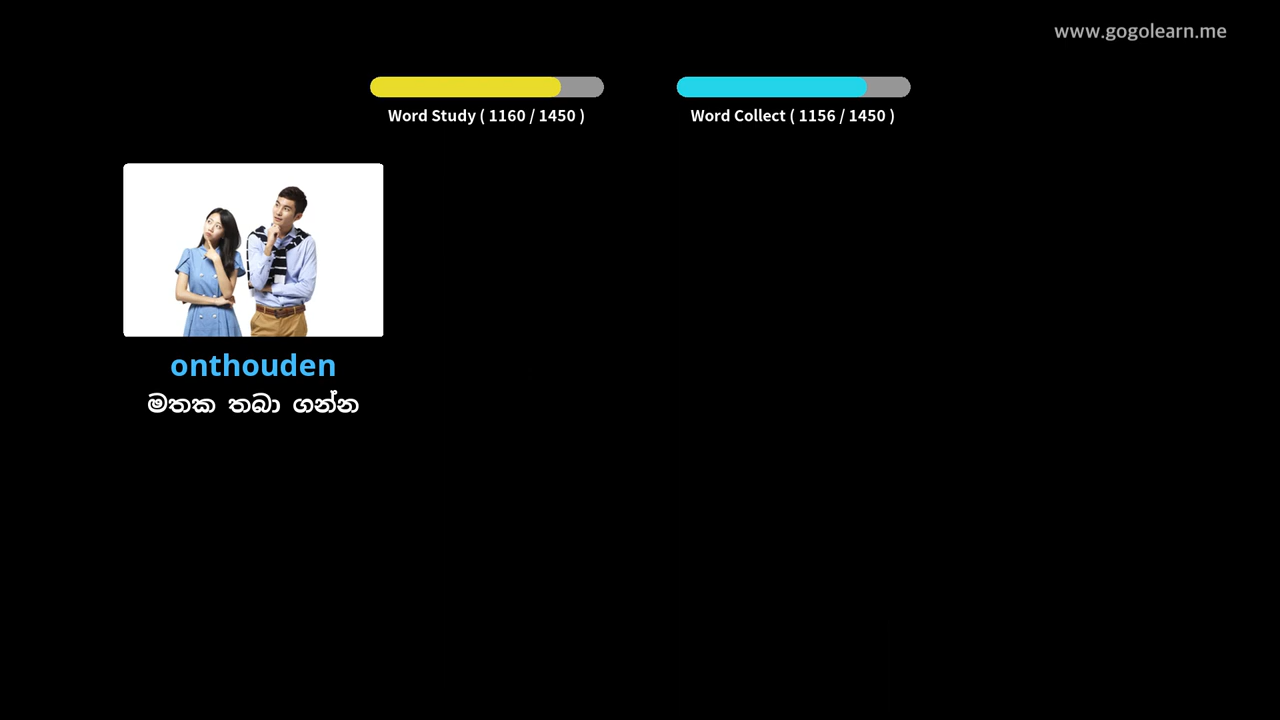 www.gogolearn.me
Word Study ( 1160 / 1450 )
Word Collect ( 1156 / 1450 )
onthouden
මතක තබා ගන්න